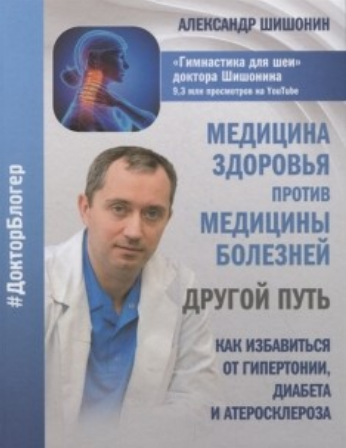 АЛЕКСАНДР ШИШОНИН
«Гимнастика для шеи»
доктора Шишонина
9,3 млн просмотров на YouTube
МЕДИЦИНА
ЗДОРОВЬЯ
ПРОТИВ
МЕДИЦИНЫ
БОЛЕЗНЕЙ
ДРУГОЙ ПУТЬ
КАК ИЗБАВИТЬСЯ
ОТ ГИПЕРТОНИИ,
ДИАБЕТА
И АТЕРОСКЛЕРОЗА
#ДокторБлогер